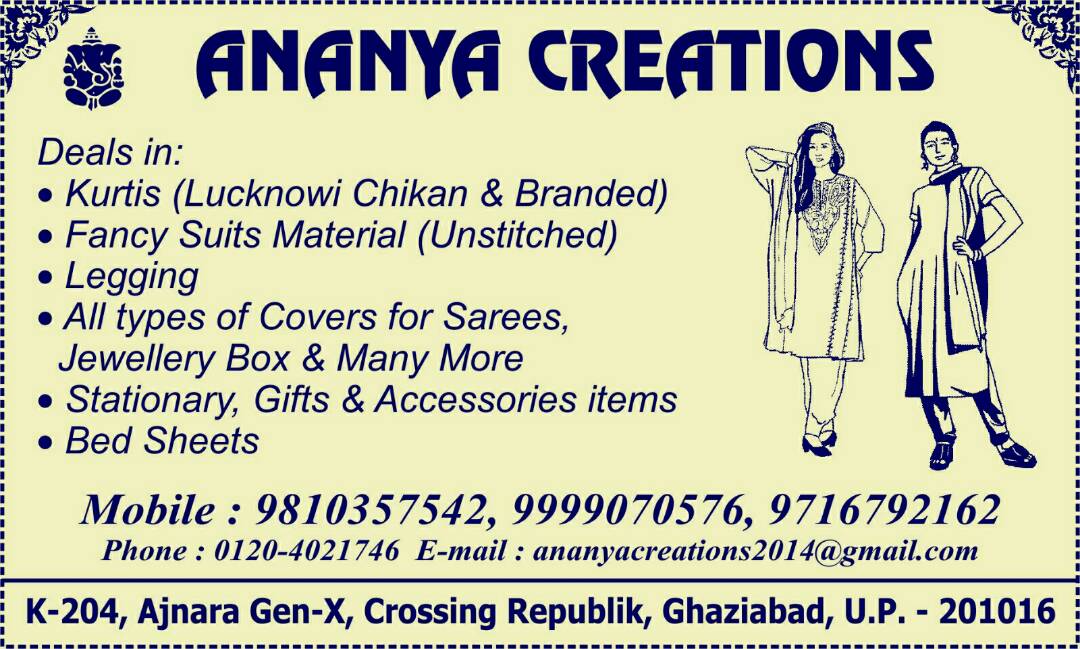 ANANYA CREATIONS
Deals in:
• Kurtis (Lucknowi Chikan & Branded)
• Fancy Suits Material (Unstitched)
• Legging
• All types of Covers for Sarees,
Jewellery Box & Many More
• Stationary, Gifts & Accessories items
• Bed Sheets
Mobile : 9810357542, 9999070576, 9716792162
Phone : 0120-4021746 E-mail : ananyacreations2014@gmail.com
K-204, Ajnara Gen-X, Crossing Republik, Ghaziabad, U.P. - 201016